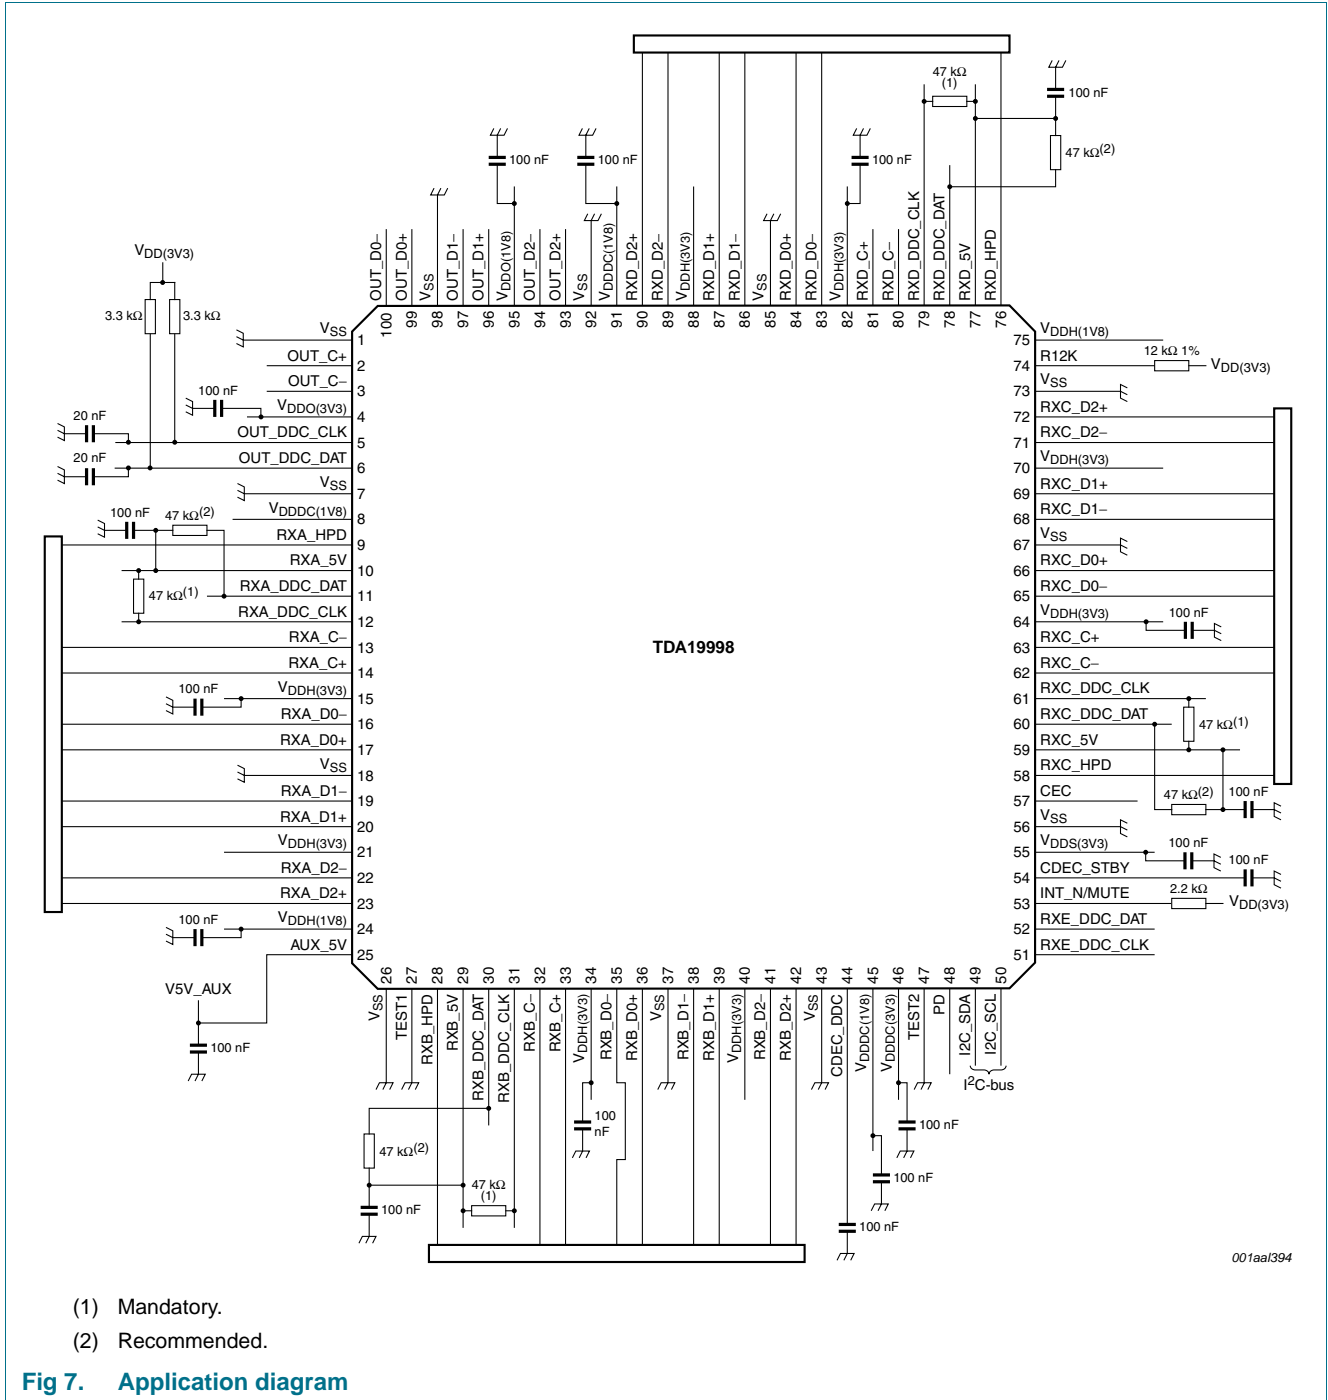 47 kΩ
(1)
100 nF
47 kΩ(2)
100 nF
100 nF
100 nF
OUT_D0−
OUT_D0+
VSS
OUT_D1−
OUT_D1+
VDDO(1V8)
OUT_D2−
OUT_D2+
VSS
VDDDC(1V8)
RXD_D2+
RXD_D2−
VDDH(3V3)
RXD_D1+
RXD_D1−
VSS
RXD_D0+
RXD_D0−
VDDH(3V3)
RXD_C+
RXD_C−
RXD_DDC_CLK
RXD_DDC_DAT
RXD_5V
RXD_HPD
100 99 98 97 96 95 94 93 92 91 90 89 88 87 86 85 84 83 82 81 80 79 78 77 76
VDD(3V3)
3.3 kΩ 3.3 kΩ
VSS 1
OUT_C+ 2
OUT_C− 3
100 nF VDDO(3V3) 4
20 nF OUT_DDC_CLK 5
20 nF OUT_DDC_DAT 6
VSS 7
VDDDC(1V8) 8
100 nF 47 kΩ(2)
RXA_HPD 9
RXA_5V 10
47 kΩ(1) RXA_DDC_DAT 11
RXA_DDC_CLK 12
RXA_C− 13
RXA_C+ 14
100 nF VDDH(3V3) 15
RXA_D0− 16
RXA_D0+ 17
VSS 18
RXA_D1− 19
RXA_D1+ 20
VDDH(3V3) 21
RXA_D2− 22
RXA_D2+ 23
100 nF VDDH(1V8) 24
AUX_5V 25
V5V_AUX
100 nF
TDA19998
75 VDDH(1V8)
74 R12K 12 kΩ 1% VDD(3V3)
73 VSS
72 RXC_D2+
71 RXC_D2−
70 VDDH(3V3)
69 RXC_D1+
68 RXC_D1−
67 VSS
66 RXC_D0+
65 RXC_D0−
64 VDDH(3V3) 100 nF
63 RXC_C+
62 RXC_C−
61 RXC_DDC_CLK
60 RXC_DDC_DAT 47 kΩ(1)
59 RXC_5V
58 RXC_HPD
57 CEC 47 kΩ(2) 100 nF
56 VSS
55 VDDS(3V3) 100 nF
54 CDEC_STBY 100 nF
53 INT_N/MUTE 2.2 kΩ VDD(3V3)
52 RXE_DDC_DAT
51 RXE_DDC_CLK
26 27 28 29 30 31 32 33 34 35 36 37 38 39 40 41 42 43 44 45 46 47 48 49 50
VSS
TEST1
RXB_HPD
RXB_5V
RXB_DDC_DAT
RXB_DDC_CLK
RXB_C−
RXB_C+
VDDH(3V3)
RXB_D0−
RXB_D0+
VSS
RXB_D1−
RXB_D1+
VDDH(3V3)
RXB_D2−
RXB_D2+
VSS
CDEC_DDC
VDDDC(1V8)
VDDDC(3V3)
TEST2
PD
I2C_SDA
I2C_SCL
I2C-bus
100
nF
100 nF
47 kΩ(2)
47 kΩ
(1)
100 nF
100 nF
100 nF
001aal394
(1) Mandatory.
(2) Recommended.
Fig 7. Application diagram